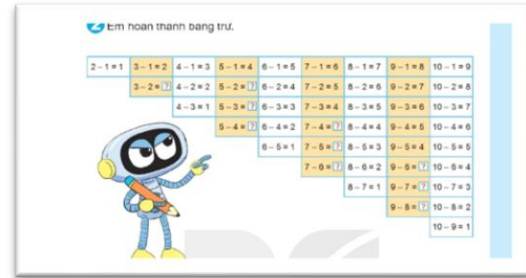 2 Em hoàn thành bảng trừ.
2 – 1 = 1 3 – 1 = 2 4 – 1 = 3 5 – 1 = 4 6 – 1 = 5 7 – 1 = 6 8 – 1 = 7 9 – 1 = 8 10 – 1 = 9
3 – 2 = ? 4 – 2 = 2 5 – 2 = ? 6 – 2 = 4 7 – 2 = 5 8 – 2 = 6 9 – 2 = 7 10 – 2 = 8
4 – 3 = 1 5 – 3 = ? 6 – 3 = 3 7 – 3 = 4 8 – 3 = 5 9 – 3 = 6 10 – 3 = 7
5 – 4 = ? 6 – 4 = 2 7 – 4 = ? 8 – 4 = 4 9 – 4 = 5 10 – 4 = 6
6 – 5 = 1 7 – 5 = ? 8 – 5 = 3 9 – 5 = 4 10 – 5 = 5
7 – 6 = ? 8 – 6 = 2 9 – 6 = ? 10 – 6 = 4
8 – 7 = 1 9 – 7 = ? 10 – 7 = 3
9 – 8 = ? 10 – 8 = 2
10 – 9 = 1